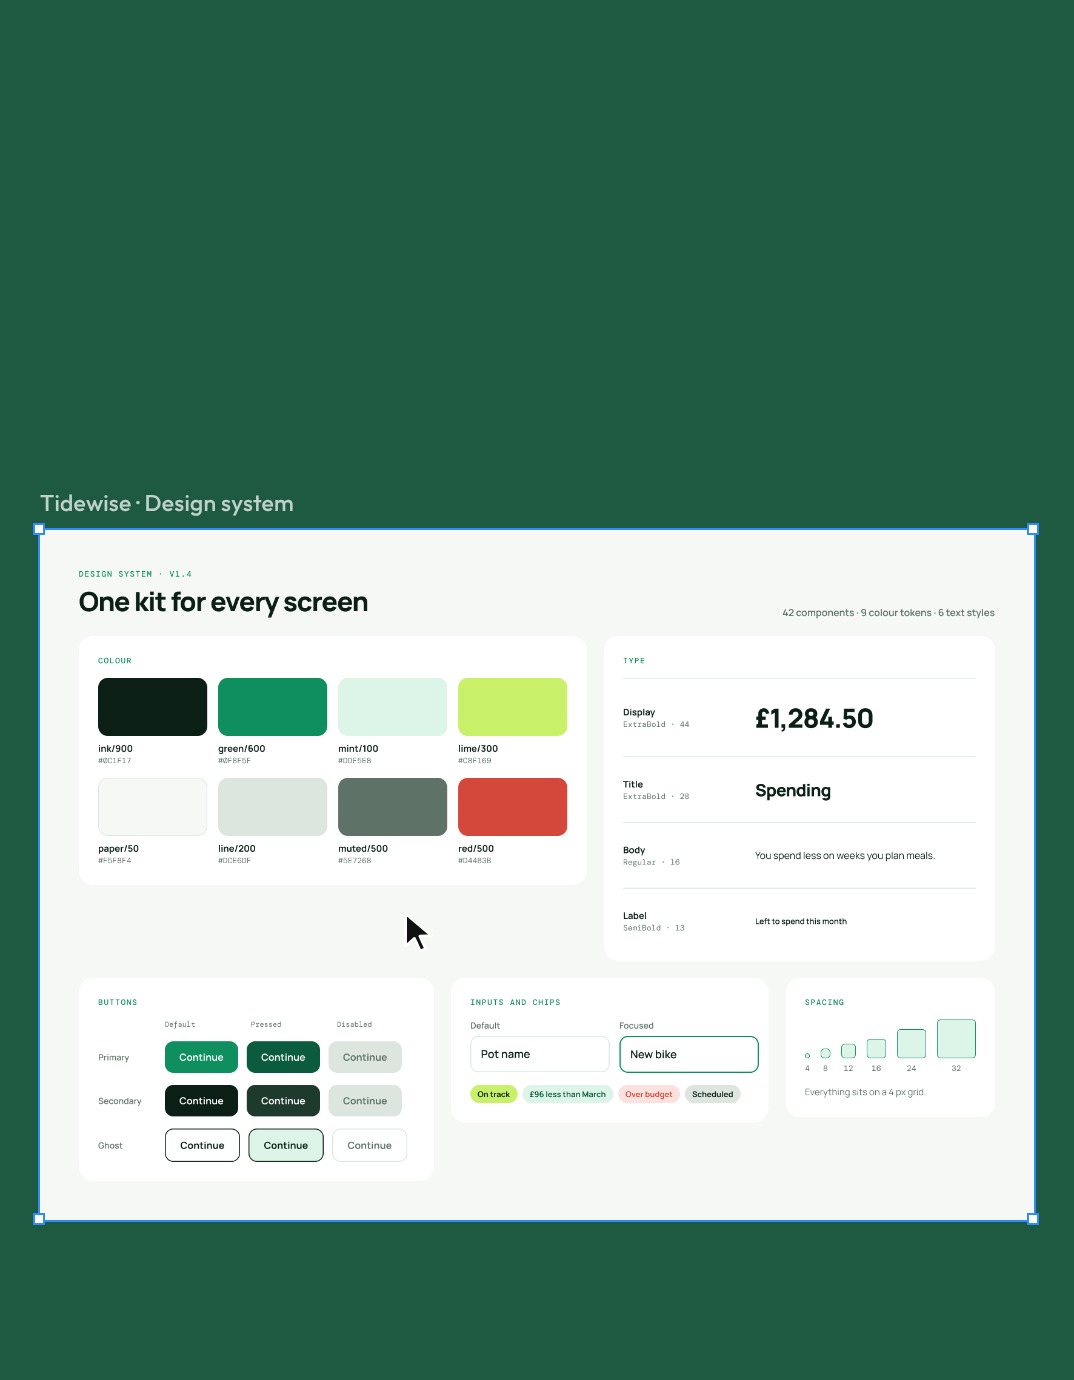 Tidewise · Design system
DESIGN SYSTEM · V1.4
One kit for every screen
42 components · 9 colour tokens · 6 text styles
COLOUR
ink/900
#0C1F17
green/600
#0F8F5F
mint/100
#DDF5E8
lime/300
#C8F169
paper/50
#F5F8F4
line/200
#DCE6DF
muted/500
#5E7268
red/500
#D4483B
TYPE
Display
ExtraBold · 44
£1,284.50
Title
ExtraBold · 28
Spending
Body
Regular · 16
You spend less on weeks you plan meals.
Label
SemiBold · 13
Left to spend this month
BUTTONS
Default Pressed Disabled
Primary Continue Continue Continue
Secondary Continue Continue Continue
Ghost Continue Continue Continue
INPUTS AND CHIPS
Default Focused
Pot name New bike
On track £96 less than March Over budget Scheduled
SPACING
4 8 12 16 24 32
Everything sits on a 4 px grid.